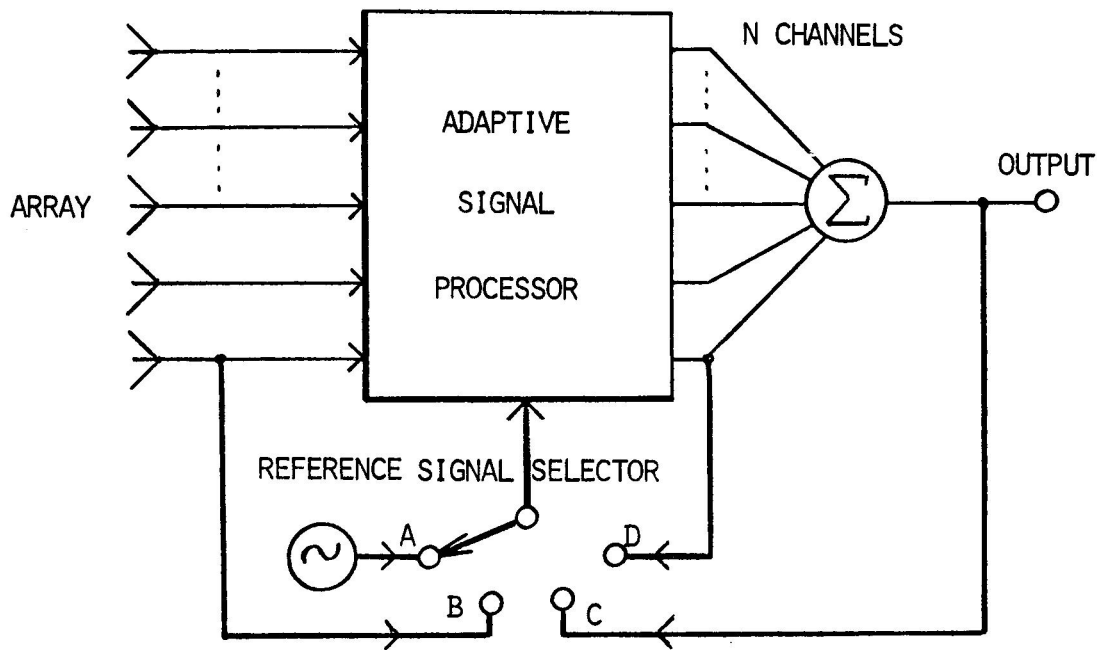 N CHANNELS
ADAPTIVE
OUTPUT
ARRAY
SIGNAL
Σ
PROCESSOR
REFERENCE SIGNAL SELECTOR
A
D
~
B
C